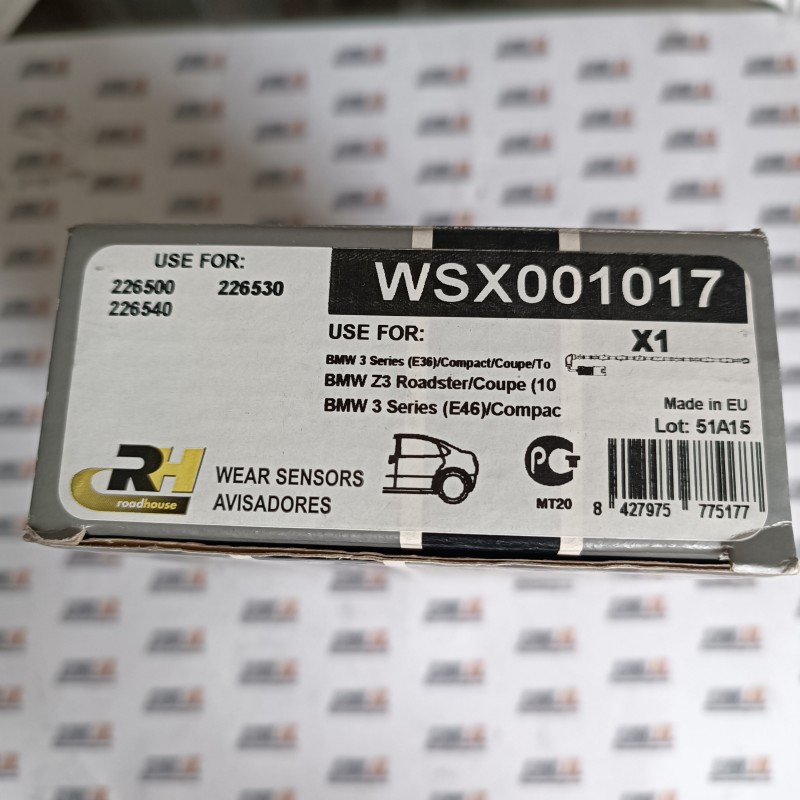 USE FOR:
226500 226530
226540
WSX001017
USE FOR:
BMW 3 Series (E36)/Compact/Coupe/To
BMW Z3 Roadster/Coupe (10
BMW 3 Series (E46)/Compac
X1
Made in EU
Lot: 51A15
RH
roadhouse
WEAR SENSORS
AVISADORES
PCT
MT20
8 427975 775177